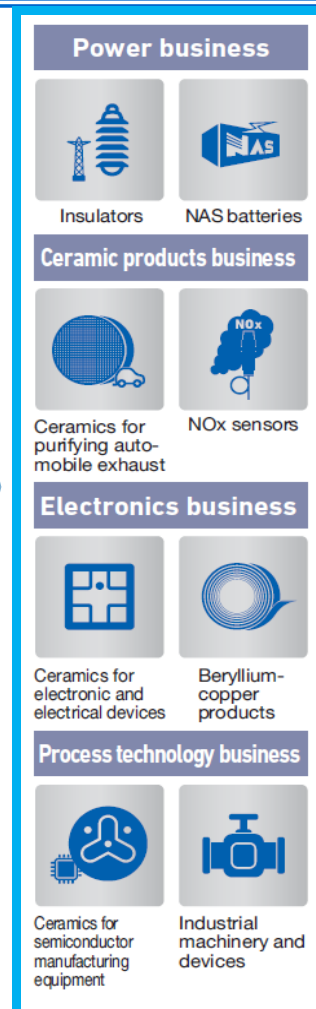 Power business
NAS
Insulators
NAS batteries
Ceramic products business
NOx
Ceramics for
purifying auto-
mobile exhaust
NOx sensors
Electronics business
Ceramics for
electronic and
electrical devices
Beryllium-
copper
products
Process technology business
Ceramics for
semiconductor
manufacturing
equipment
Industrial
machinery and
devices